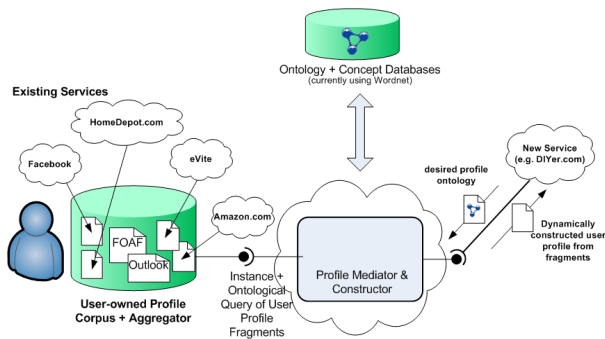 Ontology + Concept Databases
(currently using Wordnet)
Existing Services
HomeDepot.com
Facebook
eVite
Amazon.com
FOAF
Outlook
User-owned Profile
Corpus + Aggregator
Instance +
Ontological
Query of User
Profile
Fragments
Profile Mediator &
Constructor
desired profile
ontology
New Service
(e.g. DIYer.com)
Dynamically
constructed user
profile from
fragments